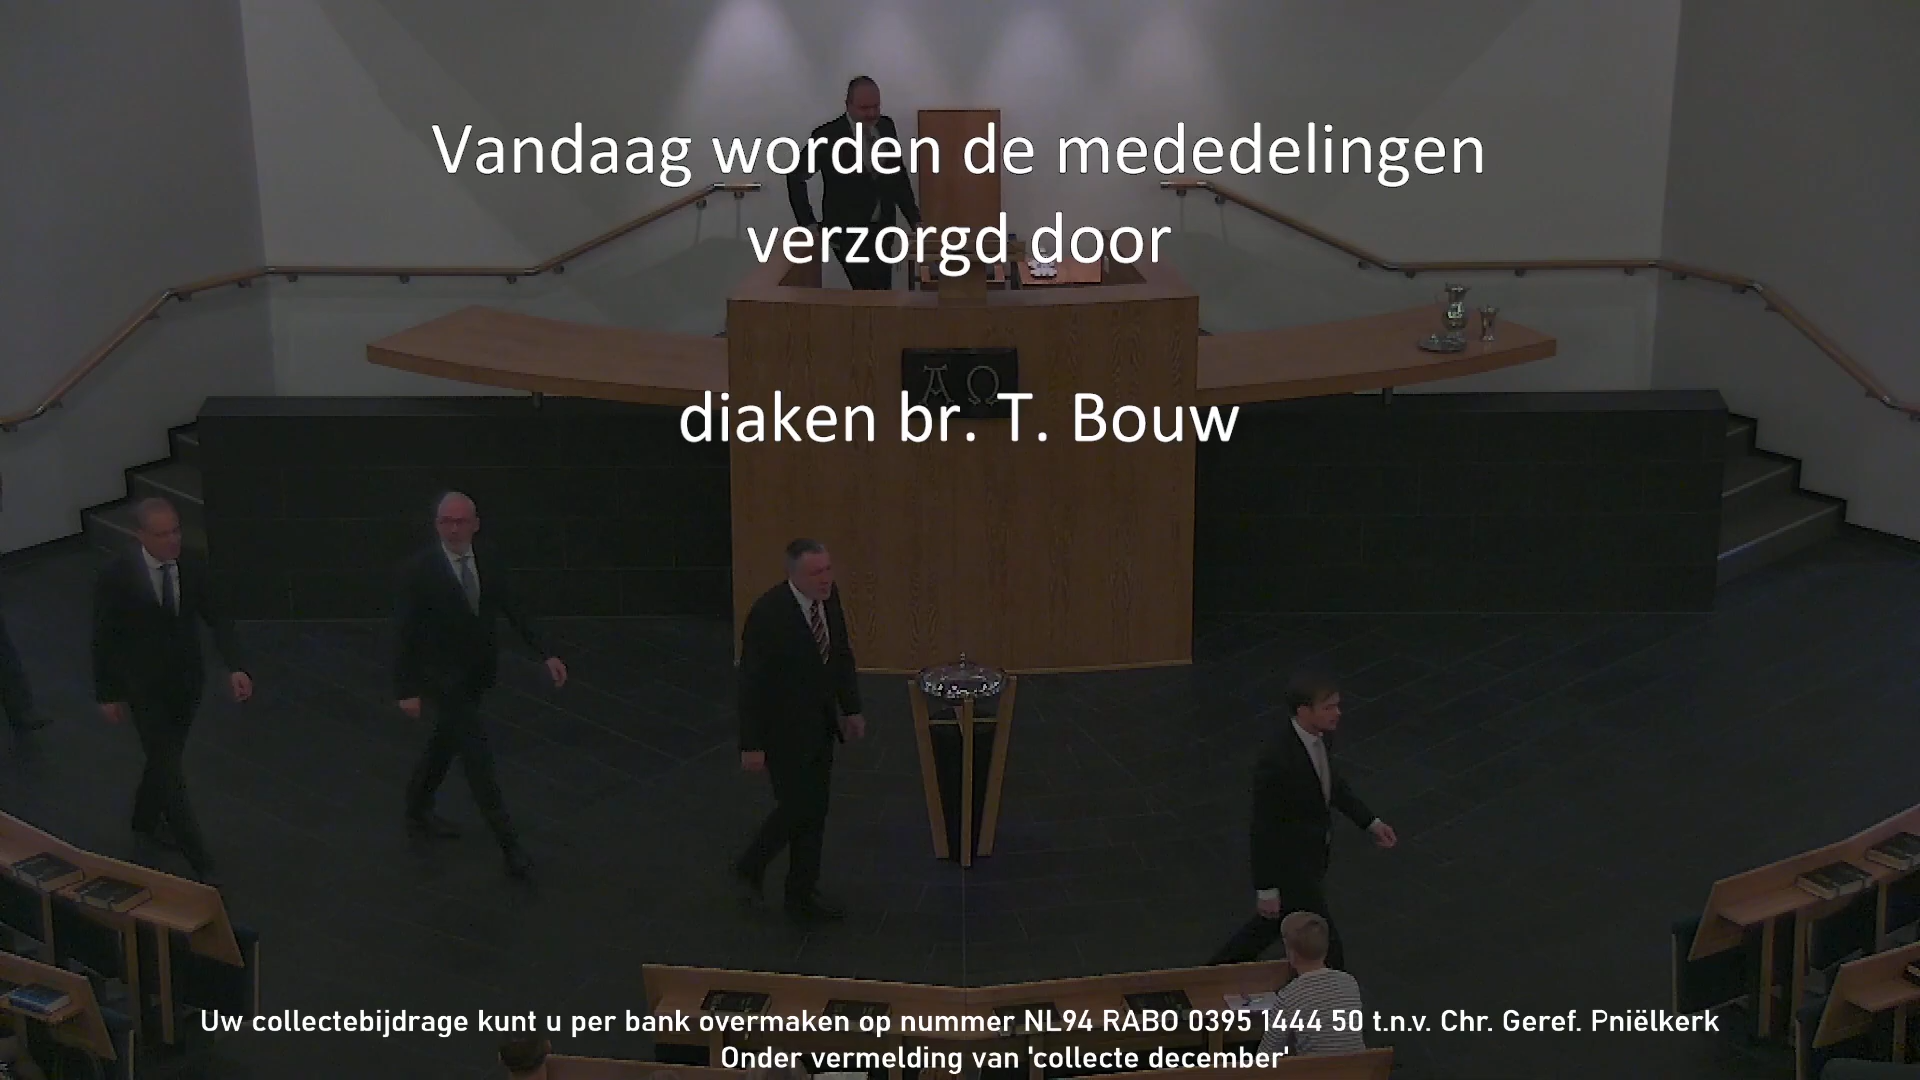 Vandaag worden de mededelingen
verzorgd door
diaken br. T. Bouw
Α Ω
Uw collectebijdrage kunt u per bank overmaken op nummer NL94 RABO 0395 1444 50 t.n.v. Chr. Geref. Pniëlkerk
Onder vermelding van 'collecte december'